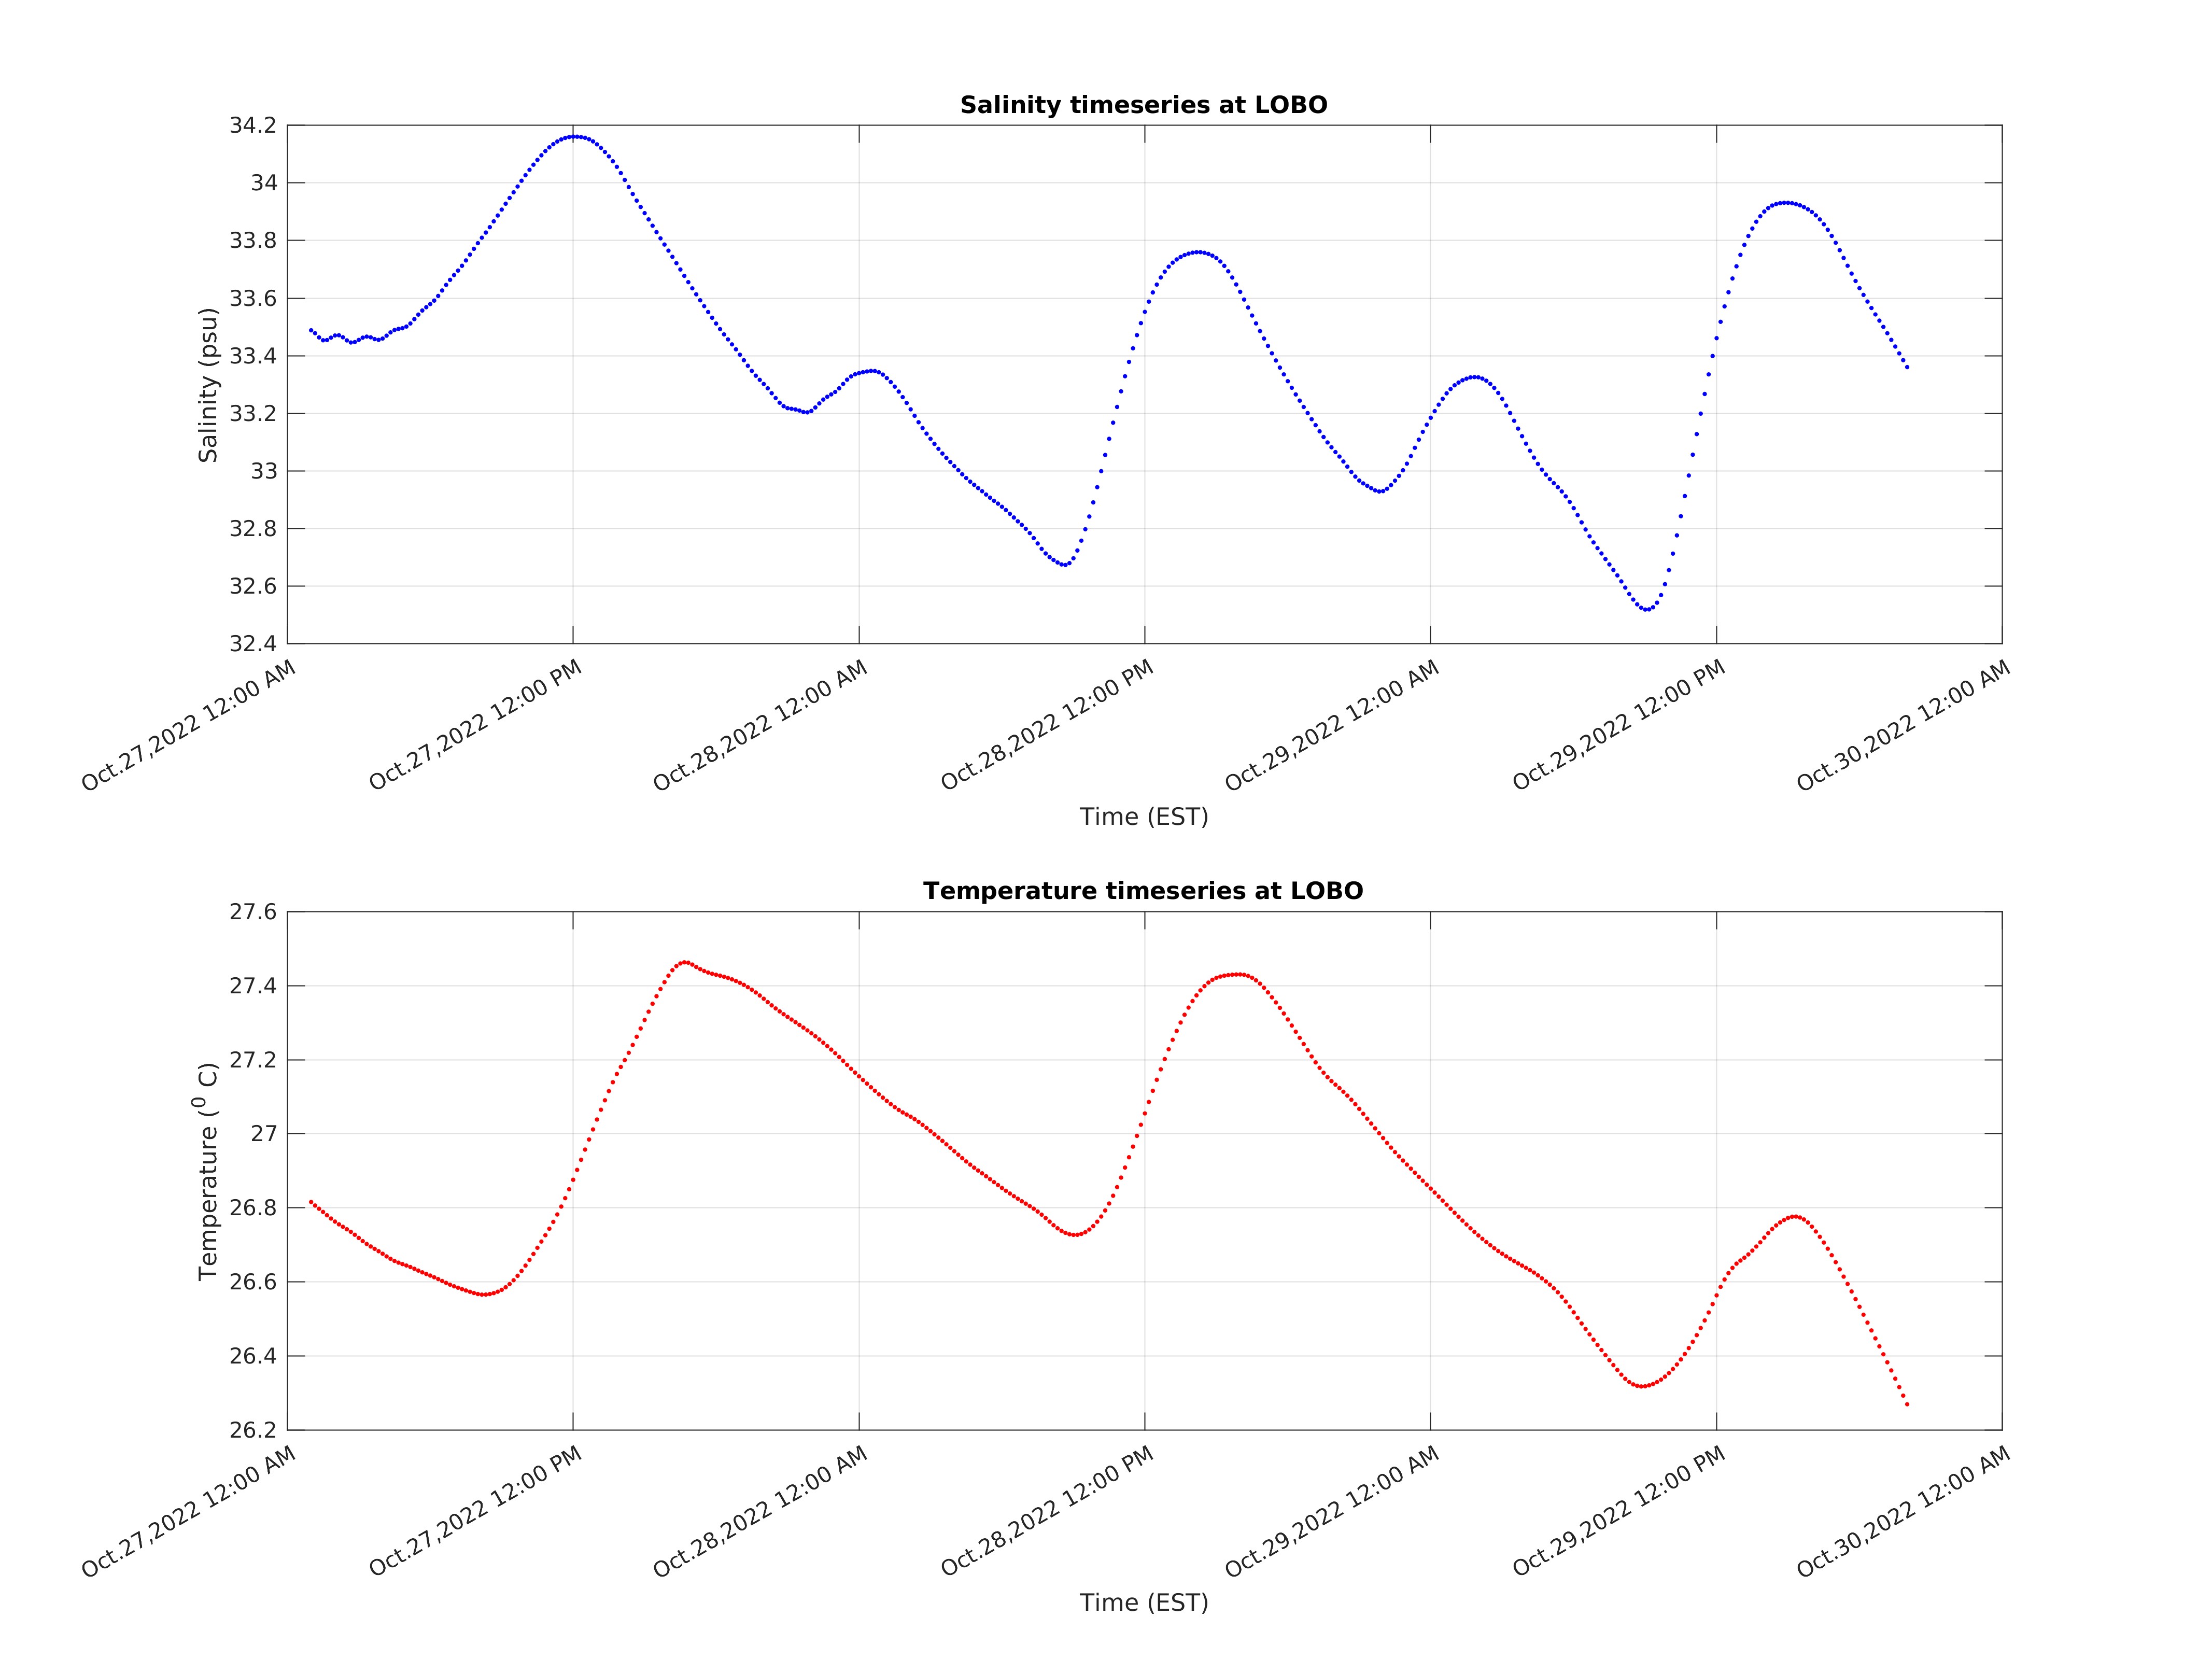 Salinity timeseries at LOBO
34.2
34
33.8
33.6
33.4
33.2
33
32.8
32.6
32.4
Salinity (psu)
Oct.27,2022 12:00 AM
Oct.27,2022 12:00 PM
Oct.28,2022 12:00 AM
Oct.28,2022 12:00 PM
Oct.29,2022 12:00 AM
Oct.29,2022 12:00 PM
Oct.30,2022 12:00 AM
Time (EST)
Temperature timeseries at LOBO
27.6
27.4
27.2
27
26.8
26.6
26.4
26.2
Temperature (⁰ C)
Oct.27,2022 12:00 AM
Oct.27,2022 12:00 PM
Oct.28,2022 12:00 AM
Oct.28,2022 12:00 PM
Oct.29,2022 12:00 AM
Oct.29,2022 12:00 PM
Oct.30,2022 12:00 AM
Time (EST)